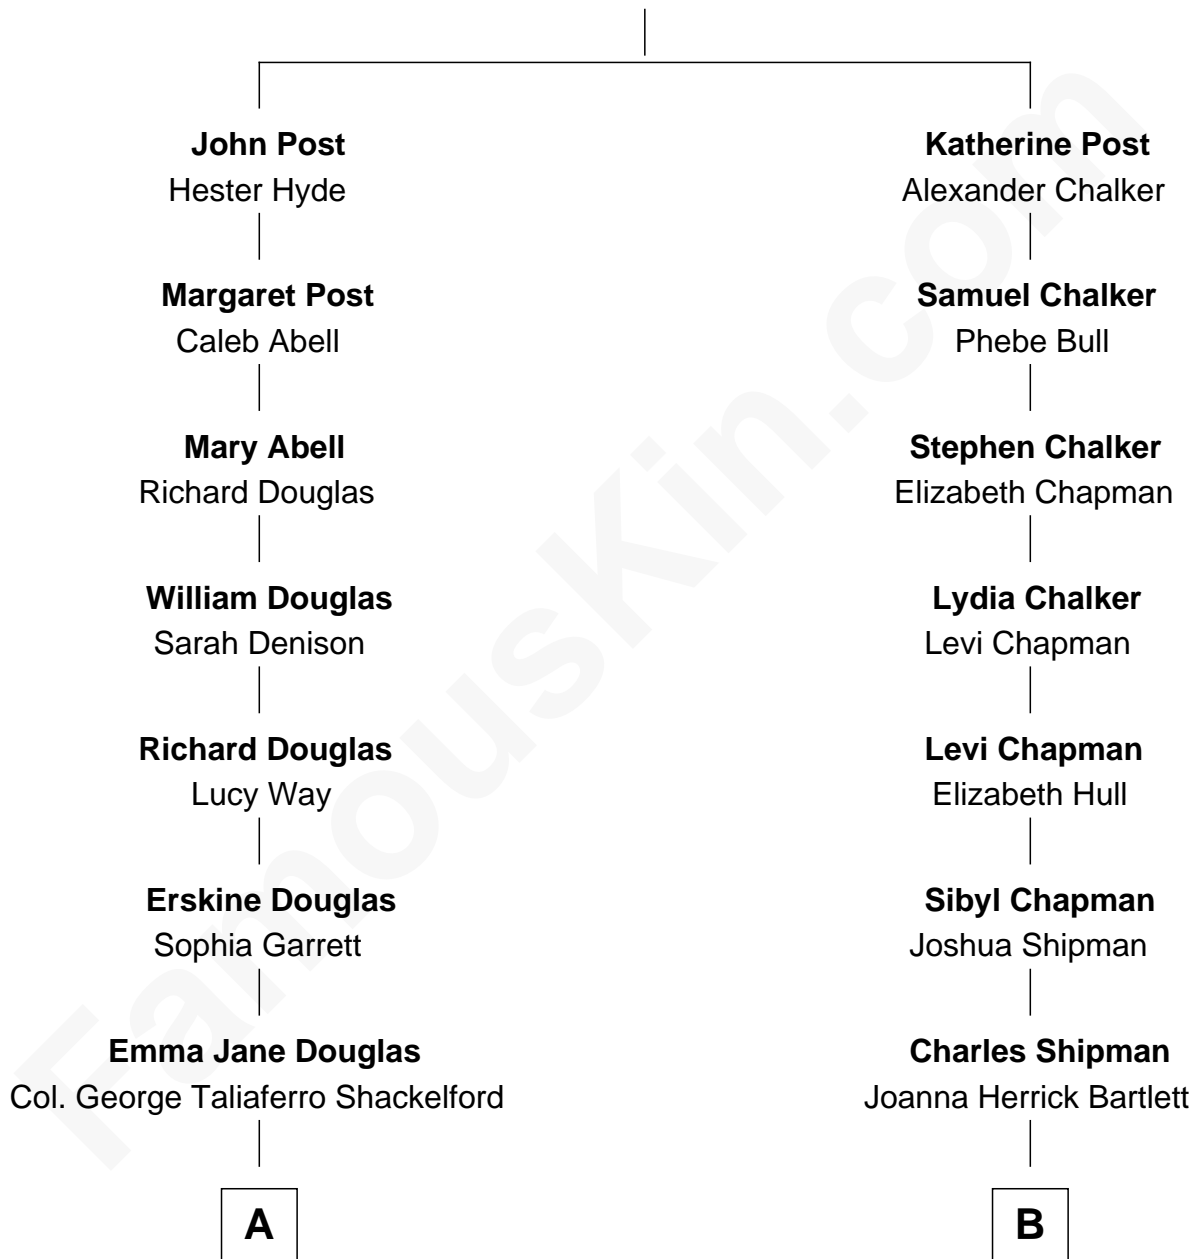 John Post
Hester Hyde
Katherine Post
Alexander Chalker
Margaret Post
Caleb Abell
Samuel Chalker
Phebe Bull
Mary Abell
Richard Douglas
Stephen Chalker
Elizabeth Chapman
William Douglas
Sarah Denison
Lydia Chalker
Levi Chapman
Richard Douglas
Lucy Way
Levi Chapman
Elizabeth Hull
Erskine Douglas
Sophia Garrett
Sibyl Chapman
Joshua Shipman
Emma Jane Douglas
Col. George Taliaferro Shackelford
Charles Shipman
Joanna Herrick Bartlett
A
B
FamousKin.com